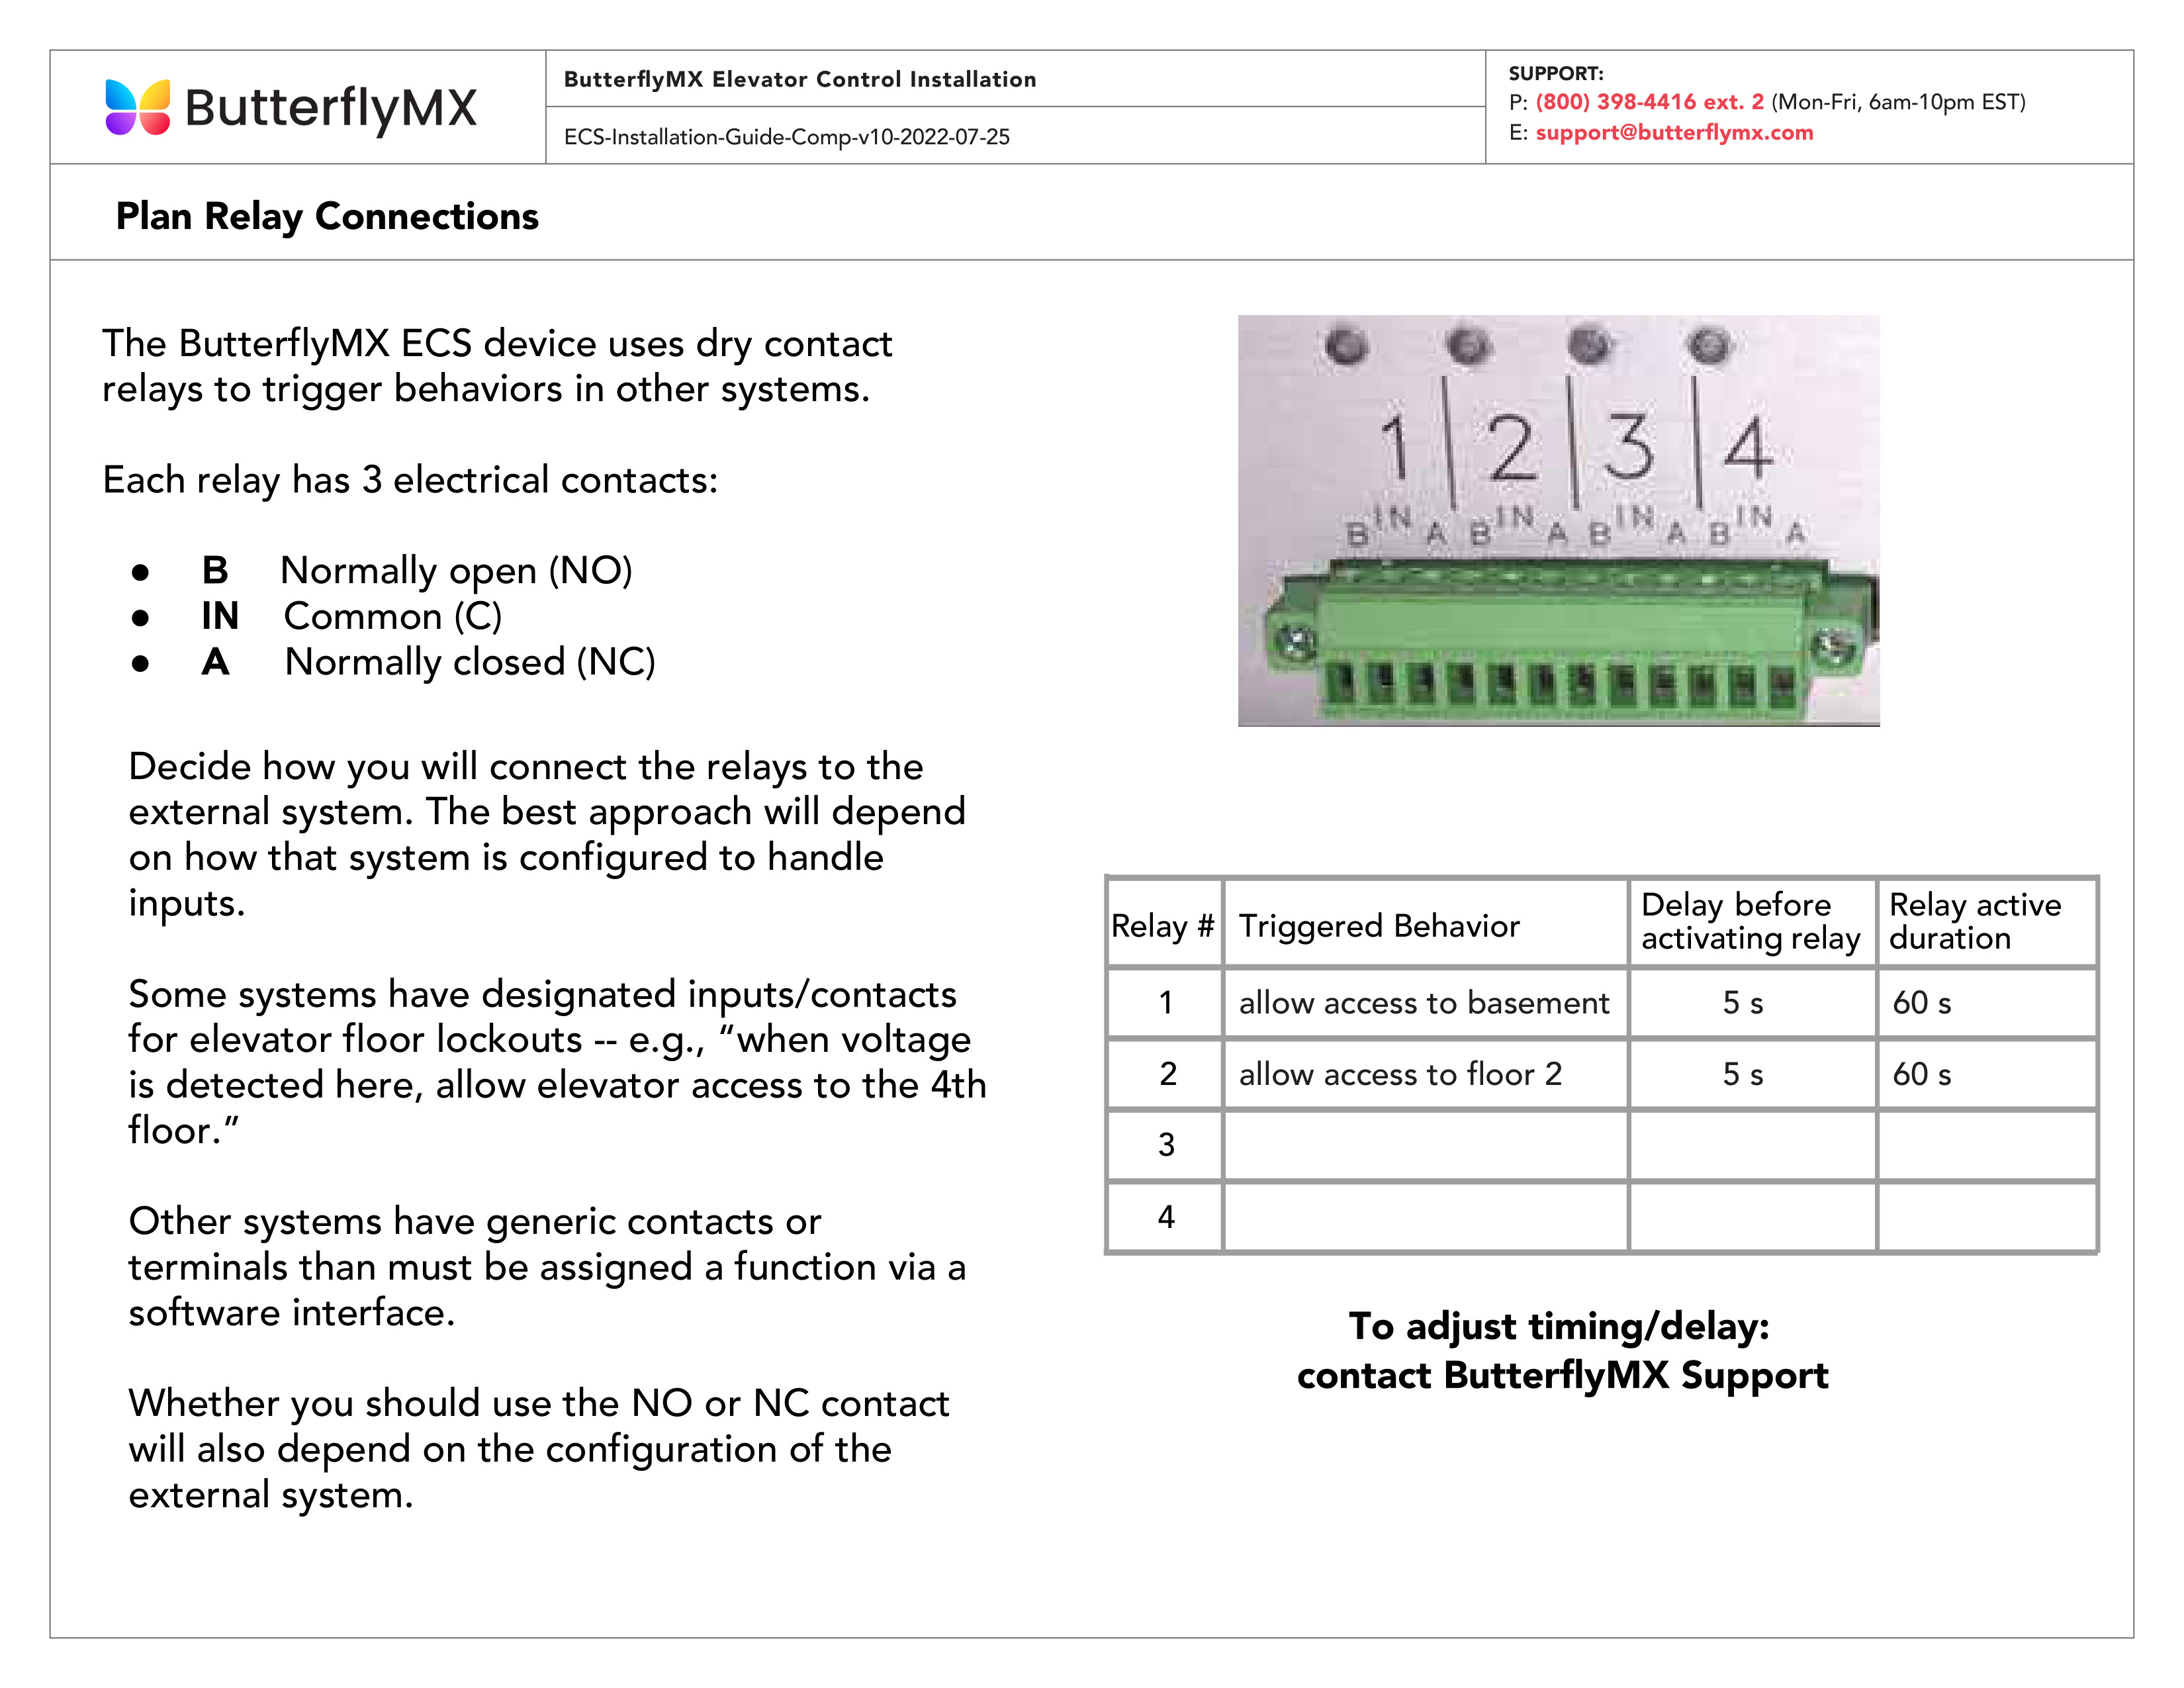 ButterflyMX
ButterflyMX Elevator Control Installation
ECS-Installation-Guide-Comp-v10-2022-07-25
SUPPORT:
P: (800) 398-4416 ext. 2 (Mon-Fri, 6am-10pm EST)
E: support@butterflymx.com
Plan Relay Connections
The ButterflyMX ECS device uses dry contact
relays to trigger behaviors in other systems.
Each relay has 3 electrical contacts:
● B Normally open (NO)
● IN Common (C)
● A Normally closed (NC)
Decide how you will connect the relays to the
external system. The best approach will depend
on how that system is configured to handle
inputs.
Some systems have designated inputs/contacts
for elevator floor lockouts -- e.g., “when voltage
is detected here, allow elevator access to the 4th
floor.”
Other systems have generic contacts or
terminals than must be assigned a function via a
software interface.
Whether you should use the NO or NC contact
will also depend on the configuration of the
external system.
1 2 3 4
B IN A B IN A B IN A B IN A
Relay # Triggered Behavior Delay before activating relay Relay active duration
1 allow access to basement 5 s 60 s
2 allow access to floor 2 5 s 60 s
3
4
To adjust timing/delay:
contact ButterflyMX Support